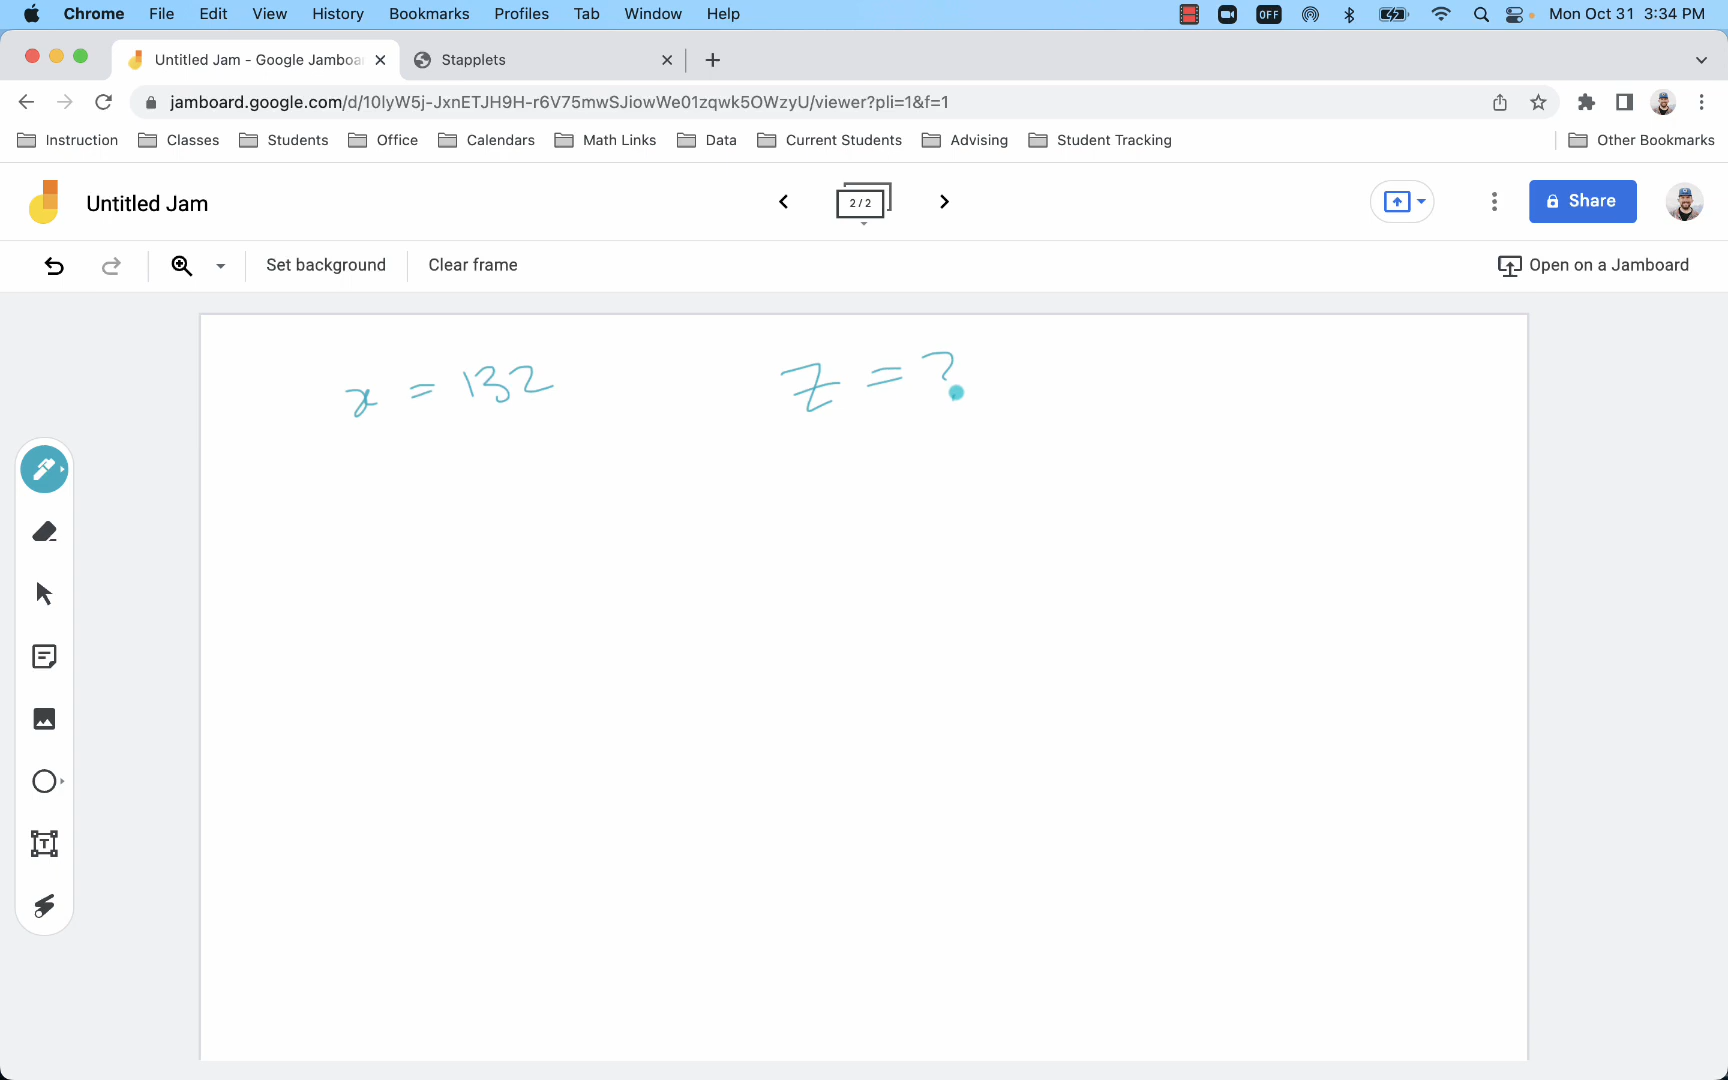 Chrome File Edit View History Bookmarks Profiles Tab Window Help OFF Mon Oct 31 3:34 PM
Untitled Jam - Google Jamboa Stapplets
jamboard.google.com/d/10lyW5j-JxnETJH9H-r6V75mwSJiowWe01zqwk5OWzyU/viewer?pli=1&f=1
Instruction Classes Students Office Calendars Math Links Data Current Students Advising Student Tracking Other Bookmarks
Untitled Jam 2 / 2 Share
Set background Clear frame Open on a Jamboard
x = 132 z = ?
T